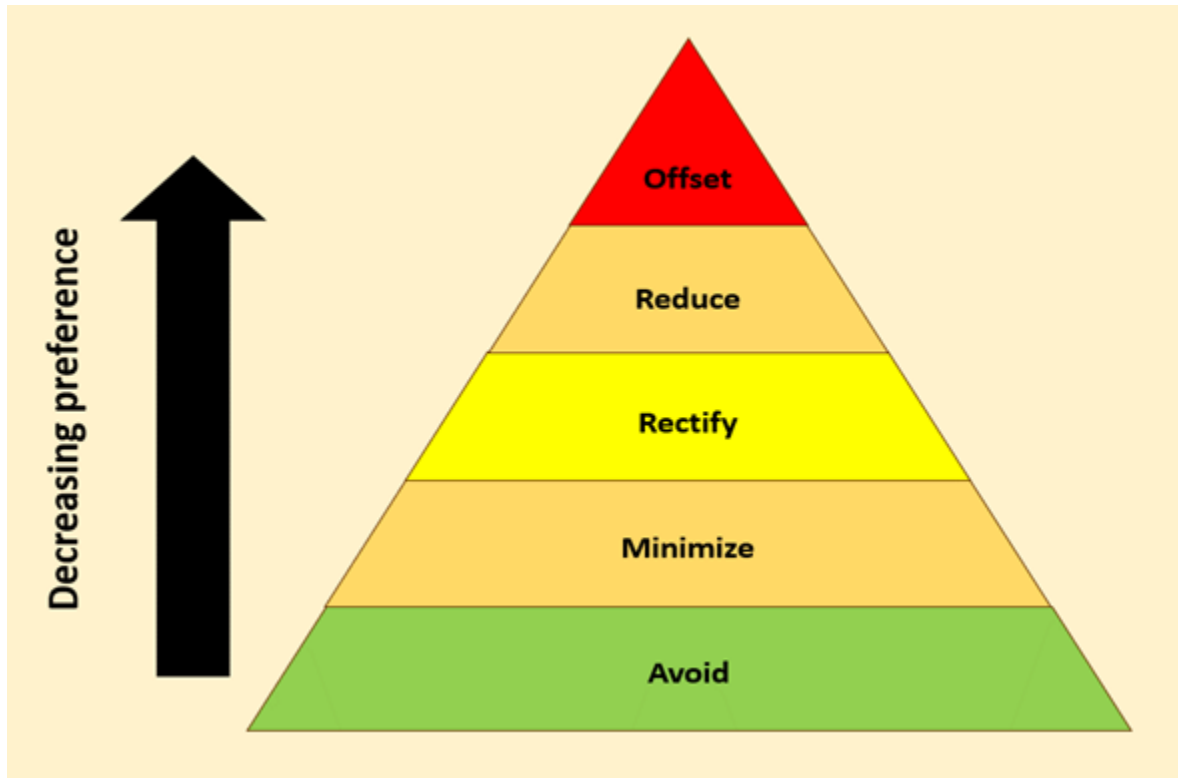 Offset
Reduce
Rectify
Minimize
Avoid
Decreasing preference